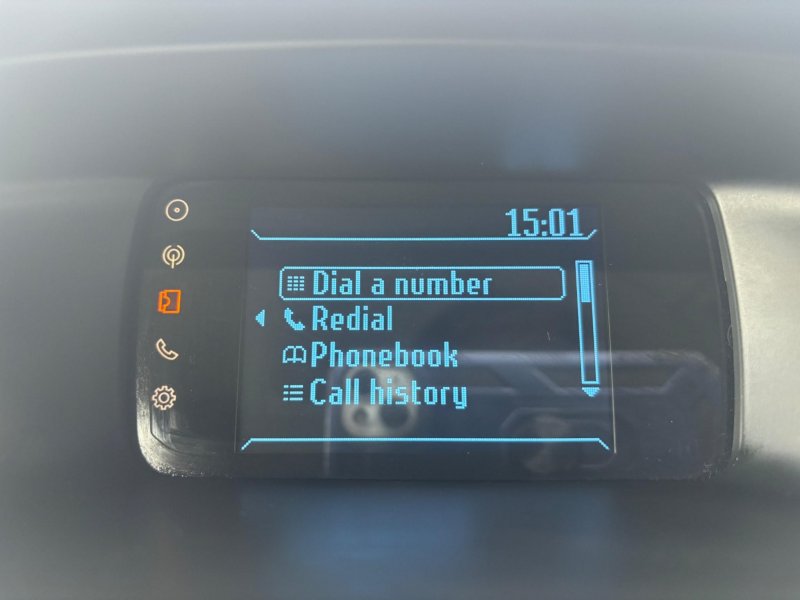 15:01
Dial a number
Redial
Phonebook
Call history